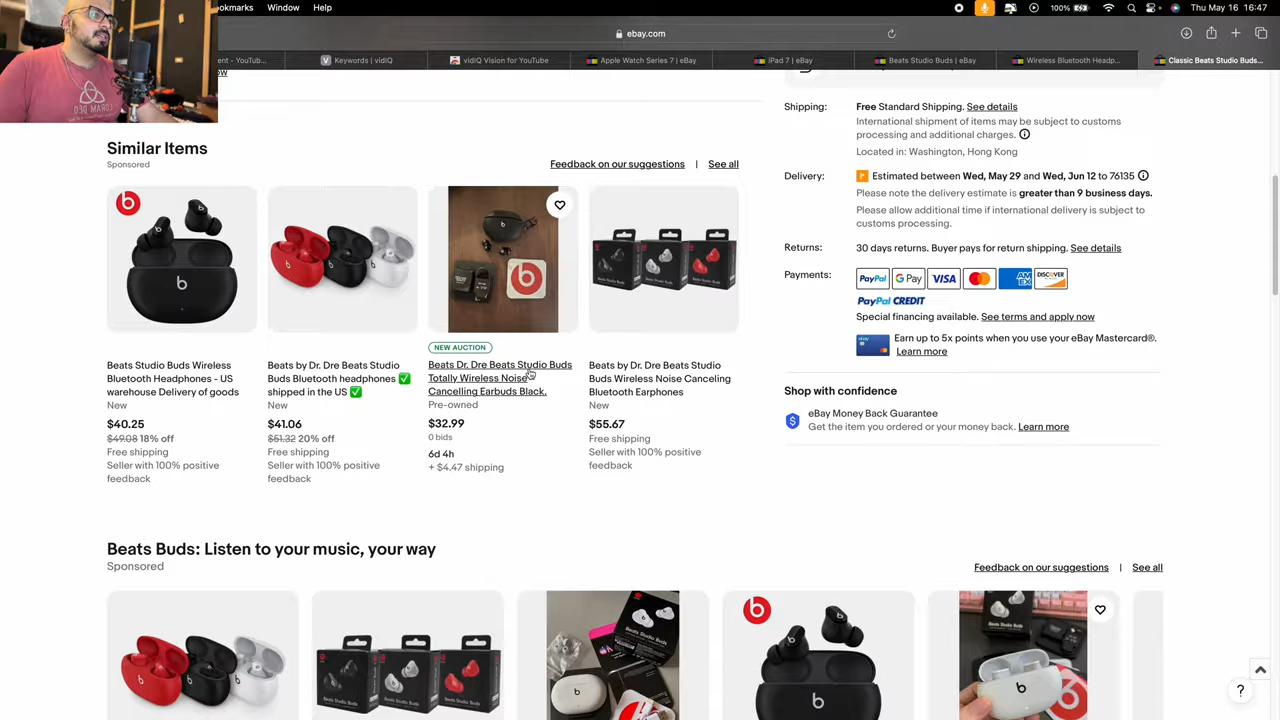 okmarks Window Help
100% Thu May 16 16:47
ebay.com
ent - YouTub...
Keywords | vidIQ
vidIQ Vision for YouTube
Apple Watch Series 7 | eBay
iPad 7 | eBay
Beats Studio Buds | eBay
Wireless Bluetooth Headp...
Classic Beats Studio Buds...
Shipping: Free Standard Shipping. See details
International shipment of items may be subject to customs
processing and additional charges.
Located in: Washington, Hong Kong
Delivery: Estimated between Wed, May 29 and Wed, Jun 12 to 76135
Please note the delivery estimate is greater than 9 business days.
Please allow additional time if international delivery is subject to
customs processing.
Returns: 30 days returns. Buyer pays for return shipping. See details
Payments: PayPal G Pay VISA MasterCard AM EX DISCOVER
PayPal CREDIT
Special financing available. See terms and apply now
Earn up to 5x points when you use your eBay Mastercard®.
Learn more
Shop with confidence
eBay Money Back Guarantee
Get the item you ordered or your money back. Learn more
Similar Items
Sponsored
Feedback on our suggestions | See all
Beats Studio Buds Wireless
Bluetooth Headphones - US
warehouse Delivery of goods
New
$40.25
$49.08 18% off
Free shipping
Seller with 100% positive
feedback
Beats by Dr. Dre Beats Studio
Buds Bluetooth headphones ✅
shipped in the US ✅
New
$41.06
$51.32 20% off
Free shipping
Seller with 100% positive
feedback
NEW AUCTION
Beats Dr. Dre Beats Studio Buds
Totally Wireless Noise
Cancelling Earbuds Black.
Pre-owned
$32.99
0 bids
6d 4h
+ $4.47 shipping
Beats by Dr. Dre Beats Studio
Buds Wireless Noise Canceling
Bluetooth Earphones
New
$55.67
Free shipping
Seller with 100% positive
feedback
Beats Buds: Listen to your music, your way
Sponsored
Feedback on our suggestions | See all